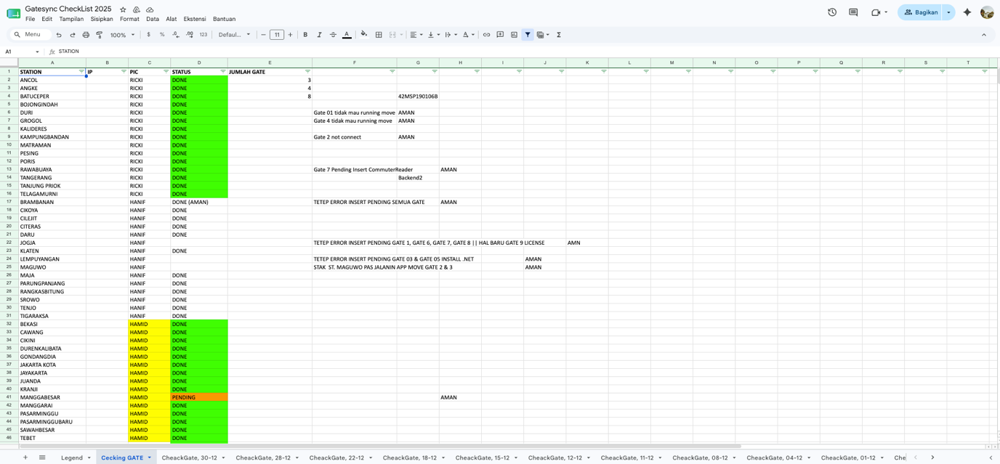 Gatesync CheckList 2025
File Edit Tampilan Sisipkan Format Data Alat Ekstensi Bantuan
Bagikan
Menu 100% $ % .0 .00 123 Defaul... 11 B I A
A1 fx STATION
A B C D E F G H I J K L M N O P Q R S T
1 STATION IP PIC STATUS JUMLAH GATE
2 ANCOL RICKI DONE 3
3 ANGKE RICKI DONE 4
4 BATUCEPER RICKI DONE 8 42MSP190106B
5 BOJONGINDAH RICKI DONE
6 DURI RICKI DONE Gate 01 tidak mau running move AMAN
7 GROGOL RICKI DONE Gate 4 tidak mau running move AMAN
8 KALIDERES RICKI DONE
9 KAMPUNGBANDAN RICKI DONE Gate 2 not connect AMAN
10 MATRAMAN RICKI DONE
11 PESING RICKI DONE
12 PORIS RICKI DONE
13 RAWABUAYA RICKI DONE Gate 7 Pending Insert CommuterReader AMAN
14 TANGERANG RICKI DONE Backend2
15 TANJUNG PRIOK RICKI DONE
16 TELAGAMURNI RICKI DONE
17 BRAMBANAN HANIF DONE (AMAN) TETEP ERROR INSERT PENDING SEMUA GATE AMAN
18 CIKOYA HANIF DONE
19 CILEJIT HANIF DONE
20 CITERAS HANIF DONE
21 DARU HANIF DONE
22 JOGJA HANIF TETEP ERROR INSERT PENDING GATE 1, GATE 6, GATE 7, GATE 8 || HAL BARU GATE 9 LICENSE AMN
23 KLATEN HANIF DONE
24 LEMPUYANGAN HANIF TETEP ERROR INSERT PENDING GATE 03 & GATE 05 INSTALL .NET AMAN
25 MAGUWO HANIF STAK ST. MAGUWO PAS JALANIN APP MOVE GATE 2 & 3 AMAN
26 MAJA HANIF DONE
27 PARUNGPANJANG HANIF DONE
28 RANGKASBITUNG HANIF DONE
29 SROWO HANIF DONE
30 TENJO HANIF DONE
31 TIGARAKSA HANIF DONE
32 BEKASI HAMID DONE
33 CAWANG HAMID DONE
34 CIKINI HAMID DONE
35 DURENKALIBATA HAMID DONE
36 GONDANGDIA HAMID DONE
37 JAKARTA KOTA HAMID DONE
38 JAYAKARTA HAMID DONE
39 JUANDA HAMID DONE
40 KRANJI HAMID DONE
41 MANGGABESAR HAMID PENDING AMAN
42 MANGGARAI HAMID DONE
43 PASARMINGGU HAMID DONE
44 PASARMINGGUBARU HAMID DONE
45 SAWAHBESAR HAMID DONE
46 TEBET HAMID DONE
Legend Cecking GATE CheackGate, 30-12 CheackGate, 28-12 CheackGate, 22-12 CheackGate, 18-12 CheackGate, 15-12 CheackGate, 12-12 CheackGate, 11-12 CheackGate, 08-12 CheackGate, 04-12 CheackGate, 01-12 Che